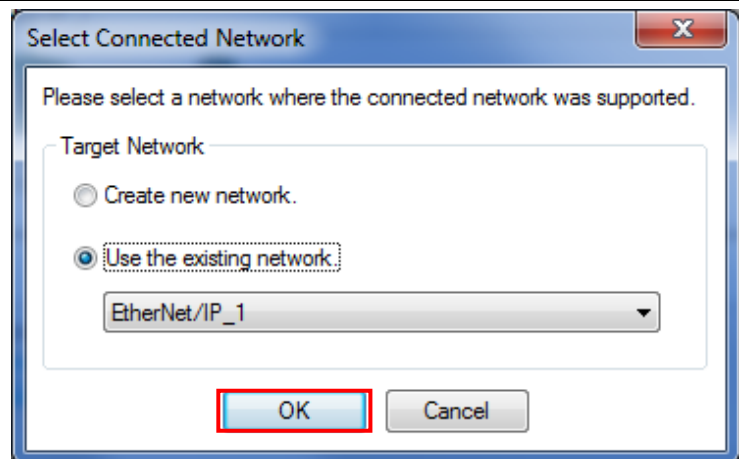 Select Connected Network
Please select a network where the connected network was supported.
Target Network
Create new network.
Use the existing network.
EtherNet/IP_1
OK
Cancel